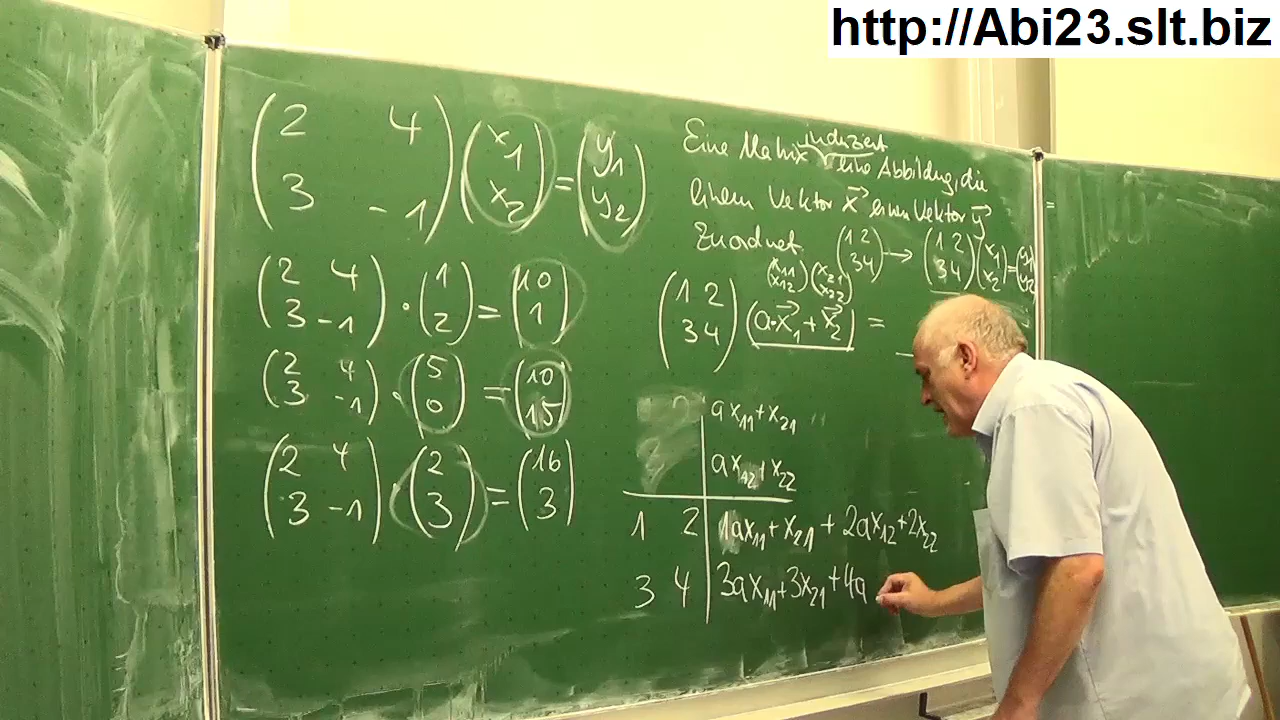 http://Abi23.slt.biz
(2 4
3 -1) (x1
x2) = (y1
y2)
(2 4
3 -1) · (1
2) = (10
1)
(2 4
3 -1) · (5
0) = (10
15)
(2 4
3 -1) · (2
3) = (16
3)
Eine Matrix induziert eine Abbildung, die
einem Vektor x⃗ einen Vektor y⃗
zuordnet.
(1 2
3 4) → (1 2
3 4) (x1
x2) = (y1
y2)
(x11
x12) (x21
x22)
(1 2
3 4) (a·x⃗1 + x⃗2) =
ax11 + x21
ax12 + x22
1 2 1ax11 + x21 + 2ax12 + 2x22
3 4 3ax11 + 3x21 + 4a
=